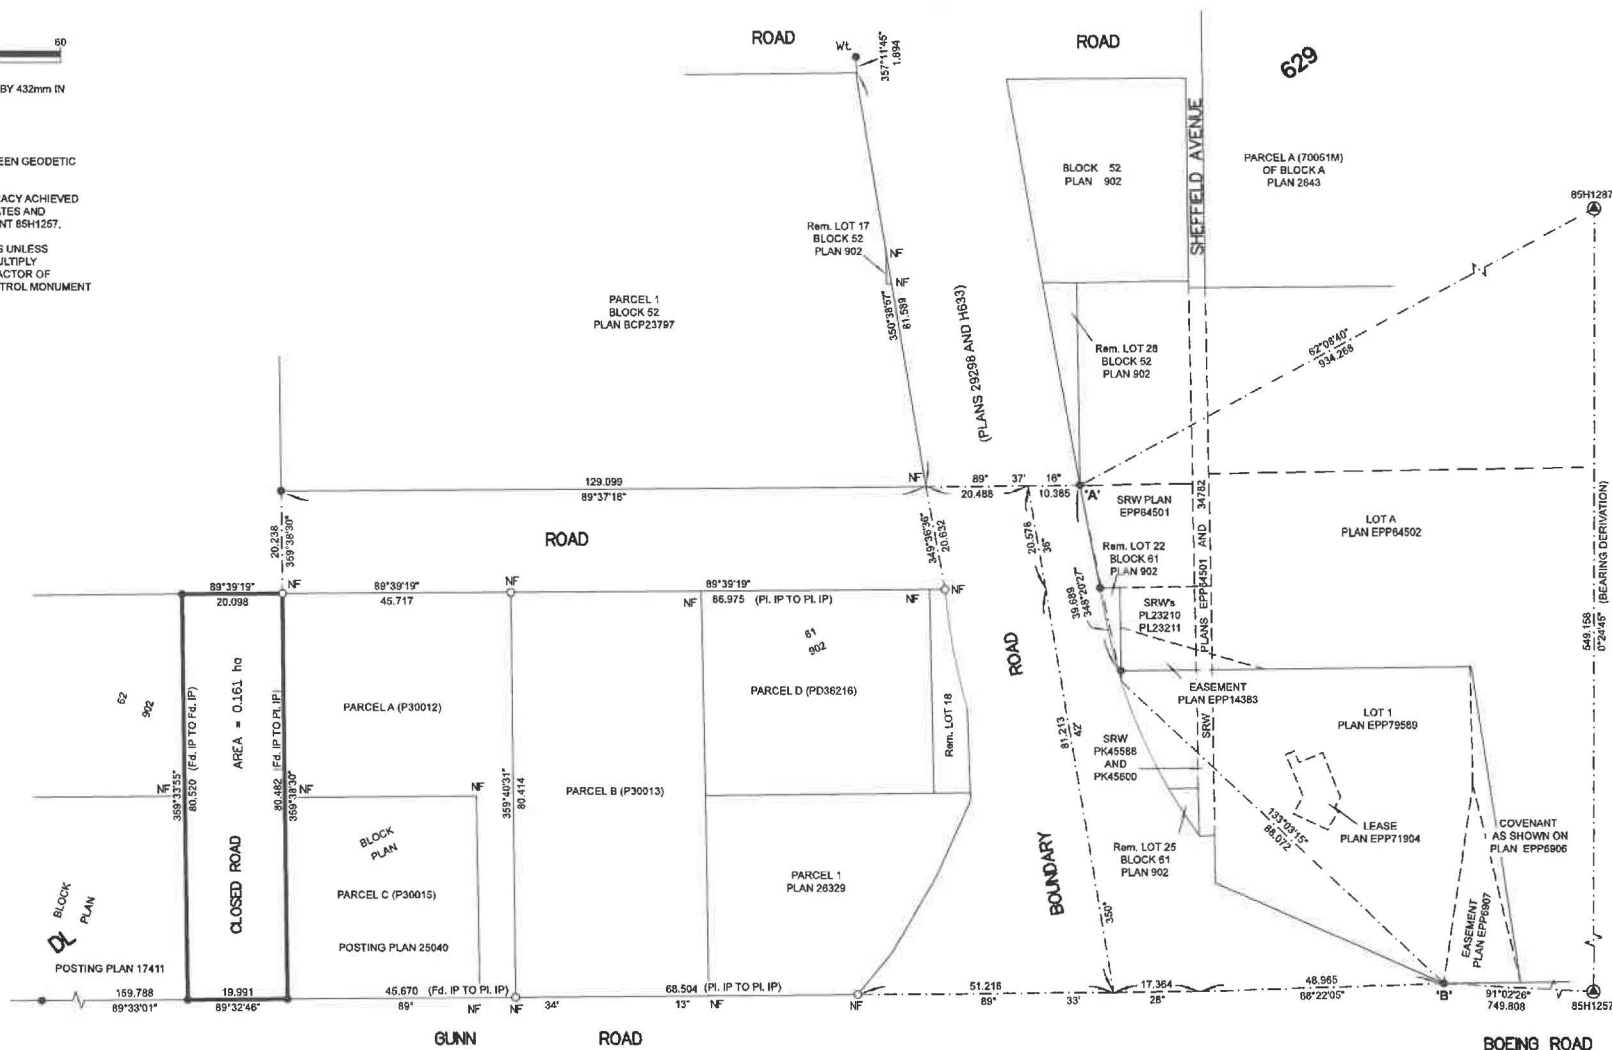 60
BY 432mm IN
EEN GEODETIC
ACY ACHIEVED
TES AND
NT 85H1257.
S UNLESS
ULTIPLY
ACTOR OF
TROL MONUMENT
ROAD
Wt.
357°11'45"
1.694
ROAD
629
BLOCK 52
PLAN 902
SHEFFIELD AVENUE
PARCEL A (70051M)
OF BLOCK A
PLAN 2643
85H1287
Rem. LOT 17
BLOCK 52
PLAN 902
NF
NF
350°38'57"
81.589
PARCEL 1
BLOCK 52
PLAN BCP23797
(PLANS 29298 AND H633)
Rem. LOT 28
BLOCK 52
PLAN 902
62°08'40"
934.268
129.099
89°37'16"
NF
89°
37'
16"
20.488
10.365
'A'
SRW PLAN
EPP64501
PLANS EPP64501 AND 34782
LOT A
PLAN EPP64502
549.158
0°24'45" (BEARING DERIVATION)
20.238
359°38'30"
ROAD
349°36'36"
20.632
20.578
36"
Rem. LOT 22
BLOCK 61
PLAN 902
89°39'19"
20.098
NF
89°39'19"
45.717
NF
89°39'19"
86.975 (Pl. IP TO Pl. IP)
NF
NF
NF
39.689
348°20'27"
SRW's
PL23210
PL23211
61
902
62
902
359°33'55"
80.520 (Fd. IP TO Fd. IP)
CLOSED ROAD AREA = 0.161 ha
80.482 (Fd. IP TO Pl. IP)
359°38'30"
PARCEL A (P30012)
PARCEL D (PD36216)
Rem. LOT 18
ROAD
EASEMENT
PLAN EPP14383
LOT 1
PLAN EPP79589
SRW
PK45588
AND
PK45600
SRW
81.213
42'
NF
NF
359°40'31"
80.414
PARCEL B (P30013)
BLOCK
PLAN
LEASE
PLAN EPP71904
COVENANT
AS SHOWN ON
PLAN EPP6906
133°03'15"
88.072
Rem. LOT 25
BLOCK 61
PLAN 902
PARCEL 1
PLAN 26329
BOUNDARY
350°
PARCEL C (P30015)
BLOCK
PLAN
DL
POSTING PLAN 25040
EASEMENT
PLAN EPP6907
POSTING PLAN 17411
159.788
89°33'01"
19.991
89°32'46"
45.670 (Fd. IP TO Pl. IP)
89°
NF
NF
34'
68.504 (Pl. IP TO Pl. IP)
13"
NF
NF
51.216
89°
33'
17.364
28"
48.965
68°22'05"
'B'
91°02'26"
749.808
85H1257
GUNN
ROAD
BOEING ROAD